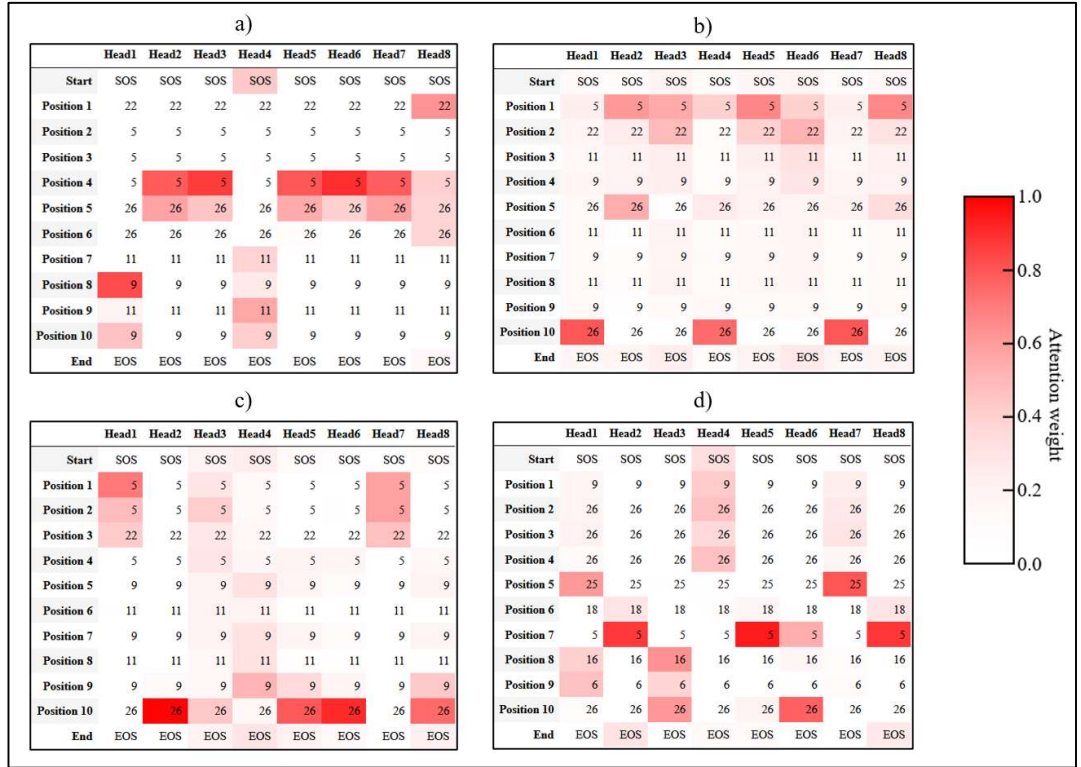 a)
Head1 Head2 Head3 Head4 Head5 Head6 Head7 Head8
Start SOS SOS SOS SOS SOS SOS SOS SOS
Position 1 22 22 22 22 22 22 22 22
Position 2 5 5 5 5 5 5 5 5
Position 3 5 5 5 5 5 5 5 5
Position 4 5 5 5 5 5 5 5 5
Position 5 26 26 26 26 26 26 26 26
Position 6 26 26 26 26 26 26 26 26
Position 7 11 11 11 11 11 11 11 11
Position 8 9 9 9 9 9 9 9 9
Position 9 11 11 11 11 11 11 11 11
Position 10 9 9 9 9 9 9 9 9
End EOS EOS EOS EOS EOS EOS EOS EOS
b)
Head1 Head2 Head3 Head4 Head5 Head6 Head7 Head8
Start SOS SOS SOS SOS SOS SOS SOS SOS
Position 1 5 5 5 5 5 5 5 5
Position 2 22 22 22 22 22 22 22 22
Position 3 11 11 11 11 11 11 11 11
Position 4 9 9 9 9 9 9 9 9
Position 5 26 26 26 26 26 26 26 26
Position 6 11 11 11 11 11 11 11 11
Position 7 9 9 9 9 9 9 9 9
Position 8 11 11 11 11 11 11 11 11
Position 9 9 9 9 9 9 9 9 9
Position 10 26 26 26 26 26 26 26 26
End EOS EOS EOS EOS EOS EOS EOS EOS
c)
Head1 Head2 Head3 Head4 Head5 Head6 Head7 Head8
Start SOS SOS SOS SOS SOS SOS SOS SOS
Position 1 5 5 5 5 5 5 5 5
Position 2 5 5 5 5 5 5 5 5
Position 3 22 22 22 22 22 22 22 22
Position 4 5 5 5 5 5 5 5 5
Position 5 9 9 9 9 9 9 9 9
Position 6 11 11 11 11 11 11 11 11
Position 7 9 9 9 9 9 9 9 9
Position 8 11 11 11 11 11 11 11 11
Position 9 9 9 9 9 9 9 9 9
Position 10 26 26 26 26 26 26 26 26
End EOS EOS EOS EOS EOS EOS EOS EOS
d)
Head1 Head2 Head3 Head4 Head5 Head6 Head7 Head8
Start SOS SOS SOS SOS SOS SOS SOS SOS
Position 1 9 9 9 9 9 9 9 9
Position 2 26 26 26 26 26 26 26 26
Position 3 26 26 26 26 26 26 26 26
Position 4 26 26 26 26 26 26 26 26
Position 5 25 25 25 25 25 25 25 25
Position 6 18 18 18 18 18 18 18 18
Position 7 5 5 5 5 5 5 5 5
Position 8 16 16 16 16 16 16 16 16
Position 9 6 6 6 6 6 6 6 6
Position 10 26 26 26 26 26 26 26 26
End EOS EOS EOS EOS EOS EOS EOS EOS
1.0
0.8
0.6
0.4
0.2
0.0
Attention weight